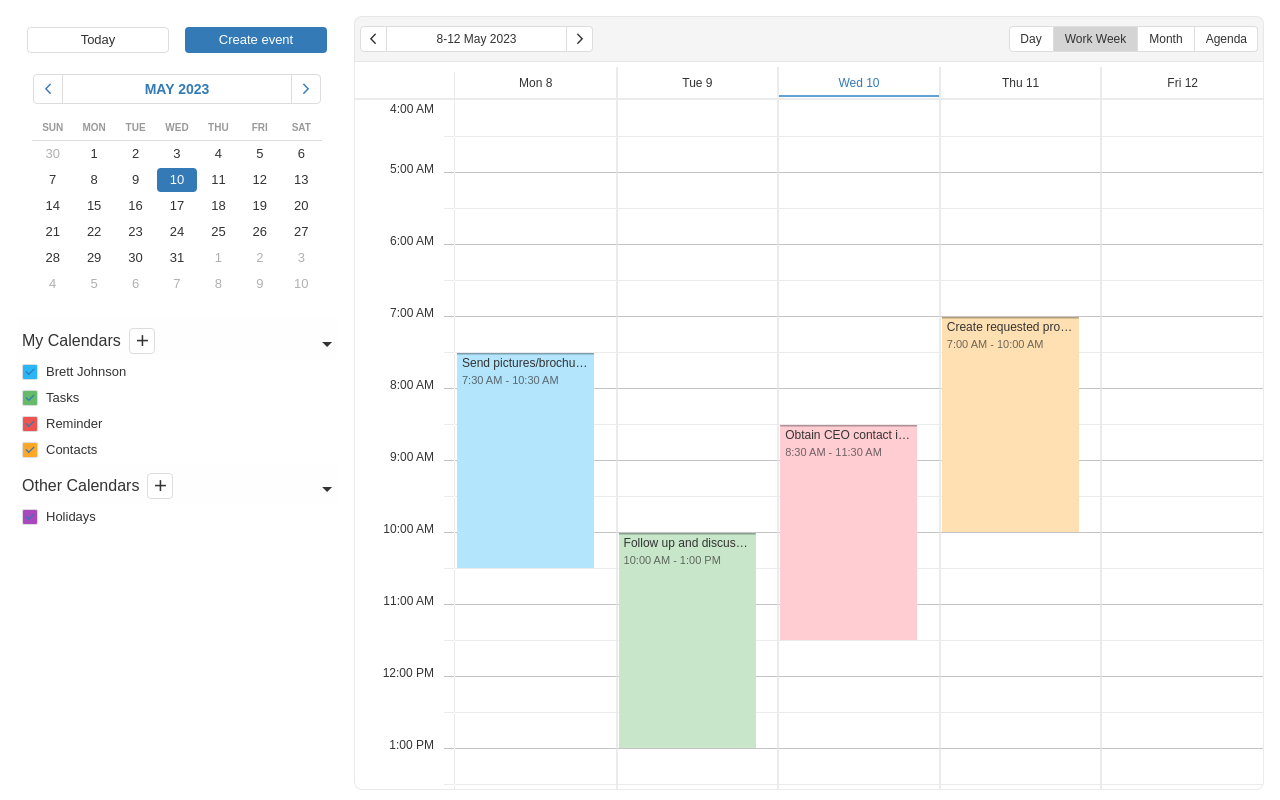 Today
Create event
MAY 2023
SUN MON TUE WED THU FRI SAT
30 1 2 3 4 5 6
7 8 9 10 11 12 13
14 15 16 17 18 19 20
21 22 23 24 25 26 27
28 29 30 31 1 2 3
4 5 6 7 8 9 10
My Calendars
Brett Johnson
Tasks
Reminder
Contacts
Other Calendars
Holidays
8-12 May 2023
Day Work Week Month Agenda
Mon 8 Tue 9 Wed 10 Thu 11 Fri 12
4:00 AM
5:00 AM
6:00 AM
7:00 AM
8:00 AM
9:00 AM
10:00 AM
11:00 AM
12:00 PM
1:00 PM
Send pictures/brochu…
7:30 AM - 10:30 AM
Follow up and discus…
10:00 AM - 1:00 PM
Obtain CEO contact i…
8:30 AM - 11:30 AM
Create requested pro…
7:00 AM - 10:00 AM